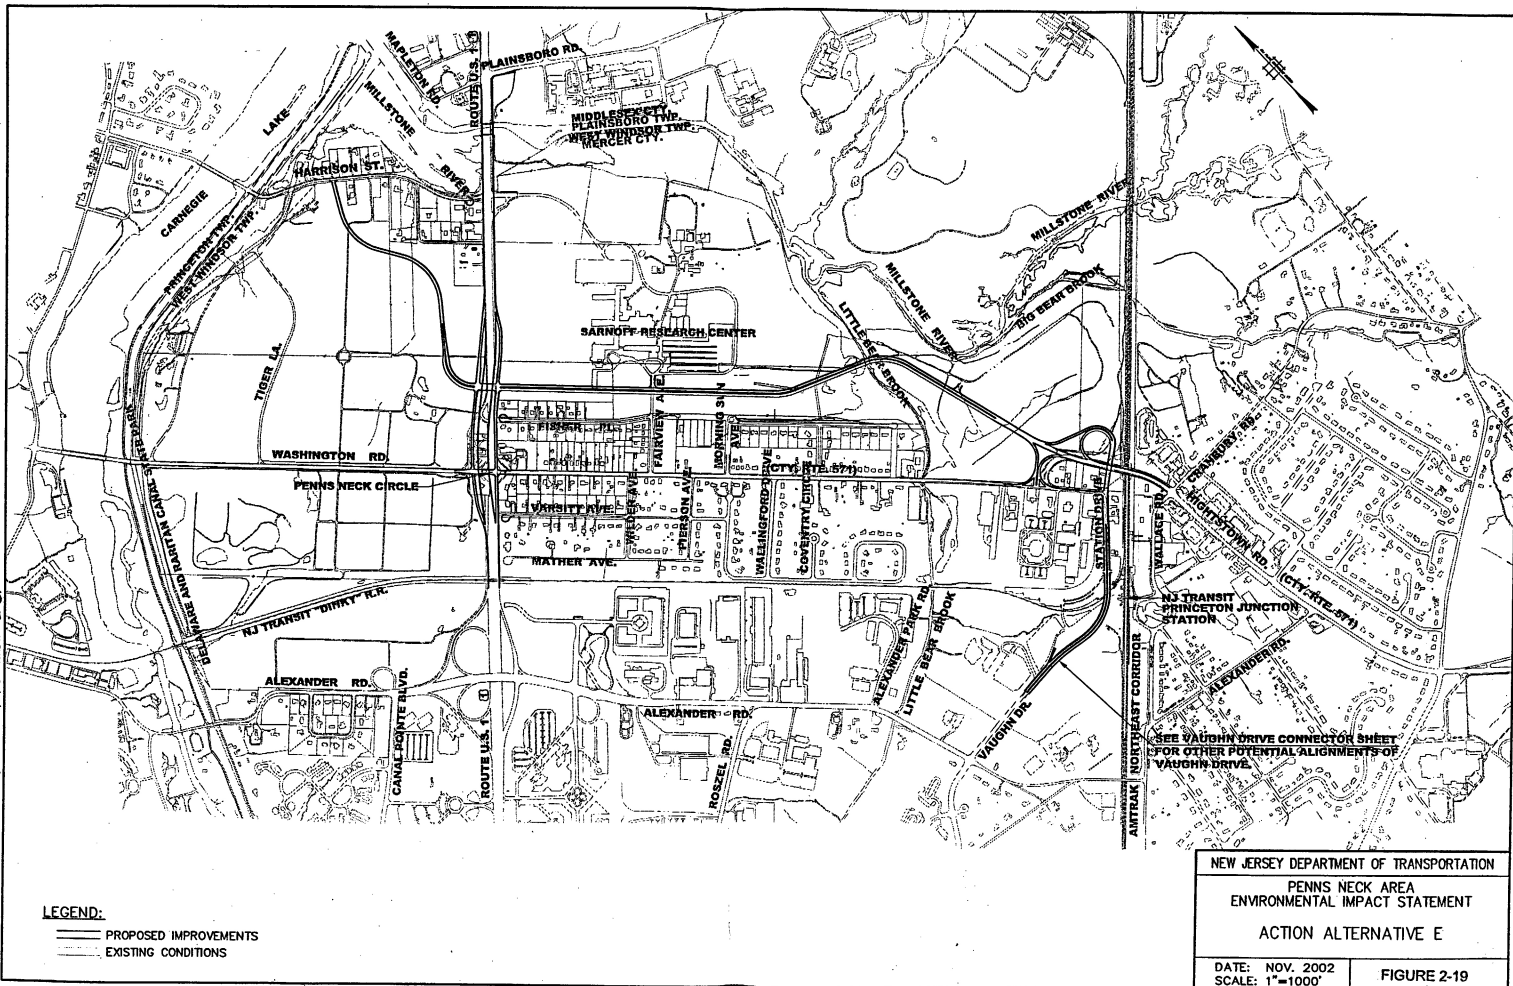 MAPLETON RD.
ROUTE U.S. 1
PLAINSBORO RD.
LAKE
CARNEGIE
MILLSTONE
RIVER
MIDDLESEX CTY.
PLAINSBORO TWP.
WEST WINDSOR TWP.
MERCER CTY.
HARRISON ST.
PRINCETON TWP.
WEST WINDSOR TWP.
MILLSTONE RIVER
MILLSTONE RIVER
BIG BEAR BROOK
LITTLE BEAR BROOK
SARNOFF RESEARCH CENTER
TIGER LA.
FAIRVIEW AVE.
MORNING SUN
AVE.
FISHER PL.
WASHINGTON RD.
(CTY. RTE. 571)
PENNS NECK CIRCLE
VARSITY AVE.
WILDER AVE.
PIERSON AVE.
WALLINGFORD DRIVE
COVENTRY CIRCLE
MATHER AVE.
STATION DRIVE
WALLACE RD.
CRANBURY RD.
HIGHTSTOWN RD.
(CTY. RTE. 571)
DELAWARE AND RARITAN CANAL STATE PARK
NJ TRANSIT "DINKY" R.R.
NJ TRANSIT
PRINCETON JUNCTION
STATION
ALEXANDER RD.
ALEXANDER RD.
ALEXANDER RD.
CANAL POINTE BLVD.
ROUTE U.S. 1
ROSZEL RD.
ALEXANDER PARK RD.
LITTLE BEAR BROOK
VAUGHN DR.
AMTRAK NORTHEAST CORRIDOR
SEE VAUGHN DRIVE CONNECTOR SHEET
FOR OTHER POTENTIAL ALIGNMENTS OF
VAUGHN DRIVE.
LEGEND:
PROPOSED IMPROVEMENTS
EXISTING CONDITIONS
NEW JERSEY DEPARTMENT OF TRANSPORTATION
PENNS NECK AREA
ENVIRONMENTAL IMPACT STATEMENT
ACTION ALTERNATIVE E
DATE: NOV. 2002
SCALE: 1"=1000'
FIGURE 2-19